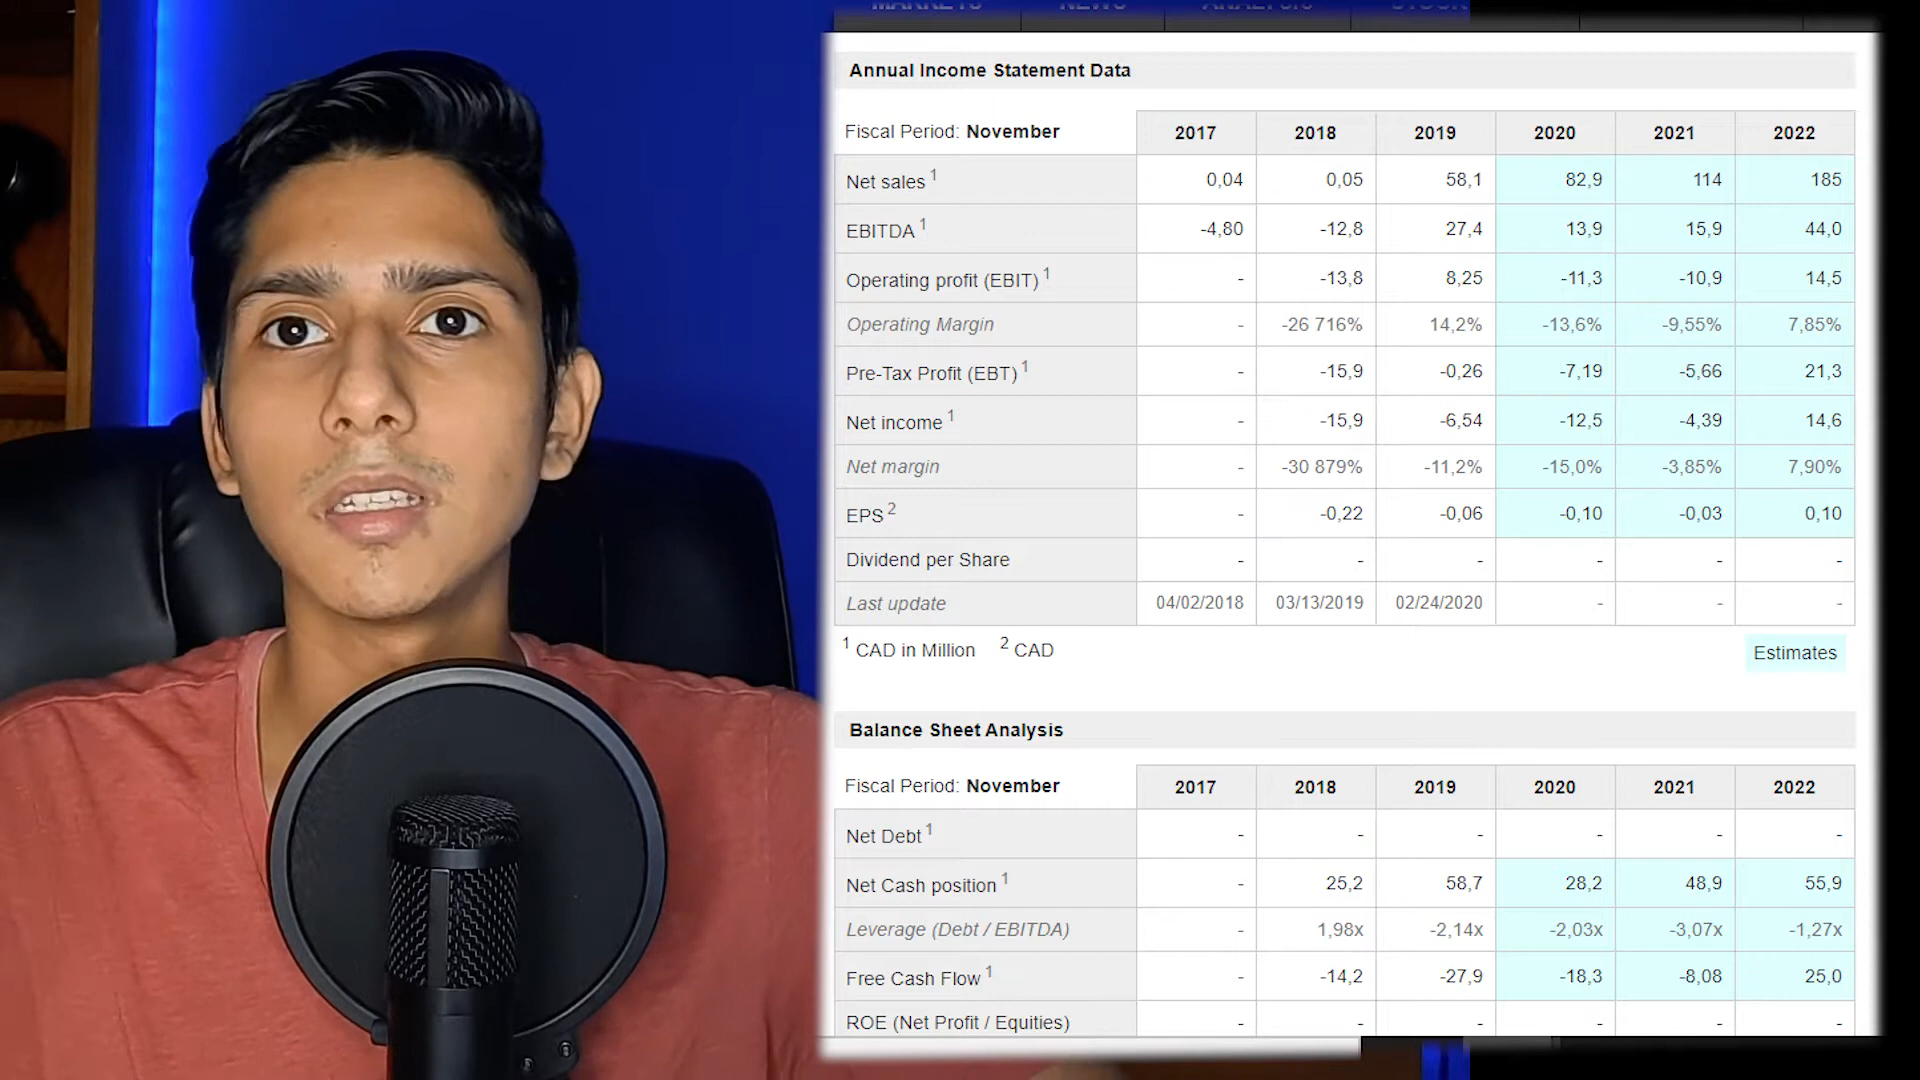 MARKETS NEWS ANALYSIS STOCK
Annual Income Statement Data
Fiscal Period: November 2017 2018 2019 2020 2021 2022
Net sales 1 0,04 0,05 58,1 82,9 114 185
EBITDA 1 -4,80 -12,8 27,4 13,9 15,9 44,0
Operating profit (EBIT) 1 - -13,8 8,25 -11,3 -10,9 14,5
Operating Margin - -26 716% 14,2% -13,6% -9,55% 7,85%
Pre-Tax Profit (EBT) 1 - -15,9 -0,26 -7,19 -5,66 21,3
Net income 1 - -15,9 -6,54 -12,5 -4,39 14,6
Net margin - -30 879% -11,2% -15,0% -3,85% 7,90%
EPS 2 - -0,22 -0,06 -0,10 -0,03 0,10
Dividend per Share - - - - - -
Last update 04/02/2018 03/13/2019 02/24/2020 - - -
1 CAD in Million 2 CAD
Estimates
Balance Sheet Analysis
Fiscal Period: November 2017 2018 2019 2020 2021 2022
Net Debt 1 - - - - - -
Net Cash position 1 - 25,2 58,7 28,2 48,9 55,9
Leverage (Debt / EBITDA) - 1,98x -2,14x -2,03x -3,07x -1,27x
Free Cash Flow 1 - -14,2 -27,9 -18,3 -8,08 25,0
ROE (Net Profit / Equities) - - - - - -